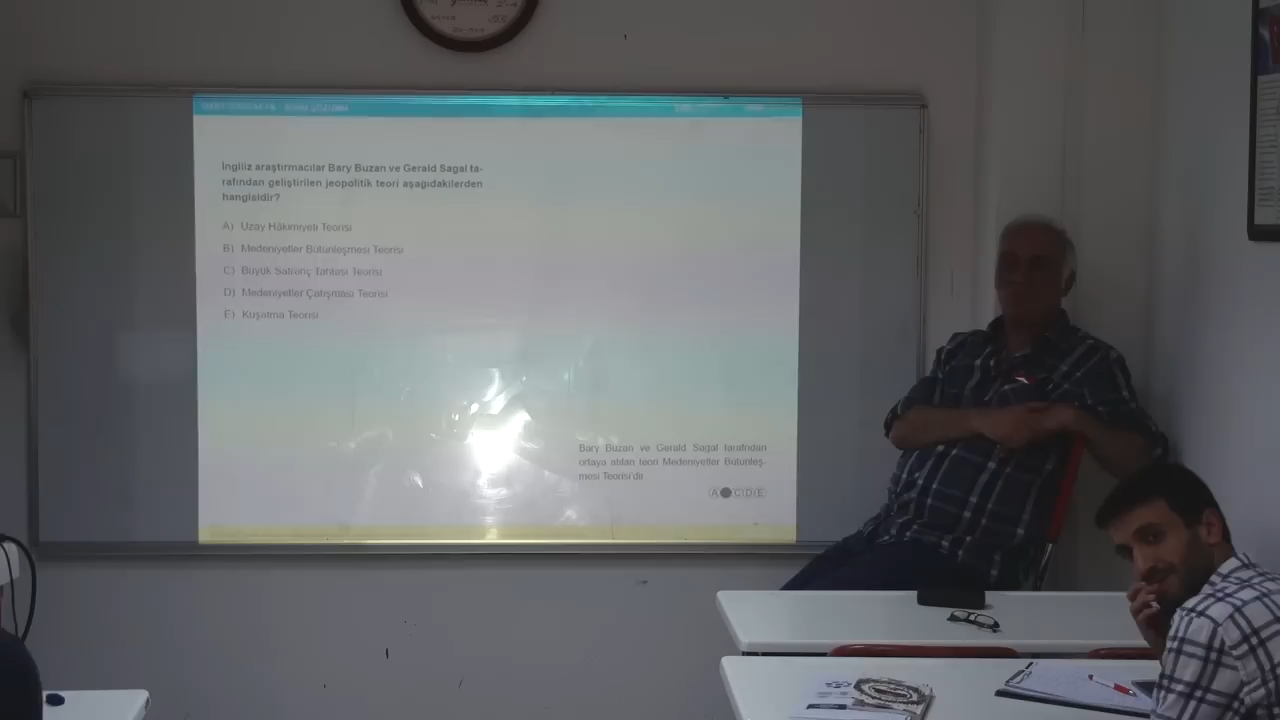 İngiliz araştırmacılar Bary Buzan ve Gerald Sagal ta-
rafından geliştirilen jeopolitik teori aşağıdakilerden
hangisidir?
A) Uzay Hâkimiyeti Teorisi
B) Medeniyetler Bütünleşmesi Teorisi
C) Büyük Satranç Tahtası Teorisi
D) Medeniyetler Çatışması Teorisi
E) Kuşatma Teorisi
Bary Buzan ve Gerald Sagal tarafından
ortaya atılan teori Medeniyetler Bütünleş-
mesi Teorisi'dir.
A C D E